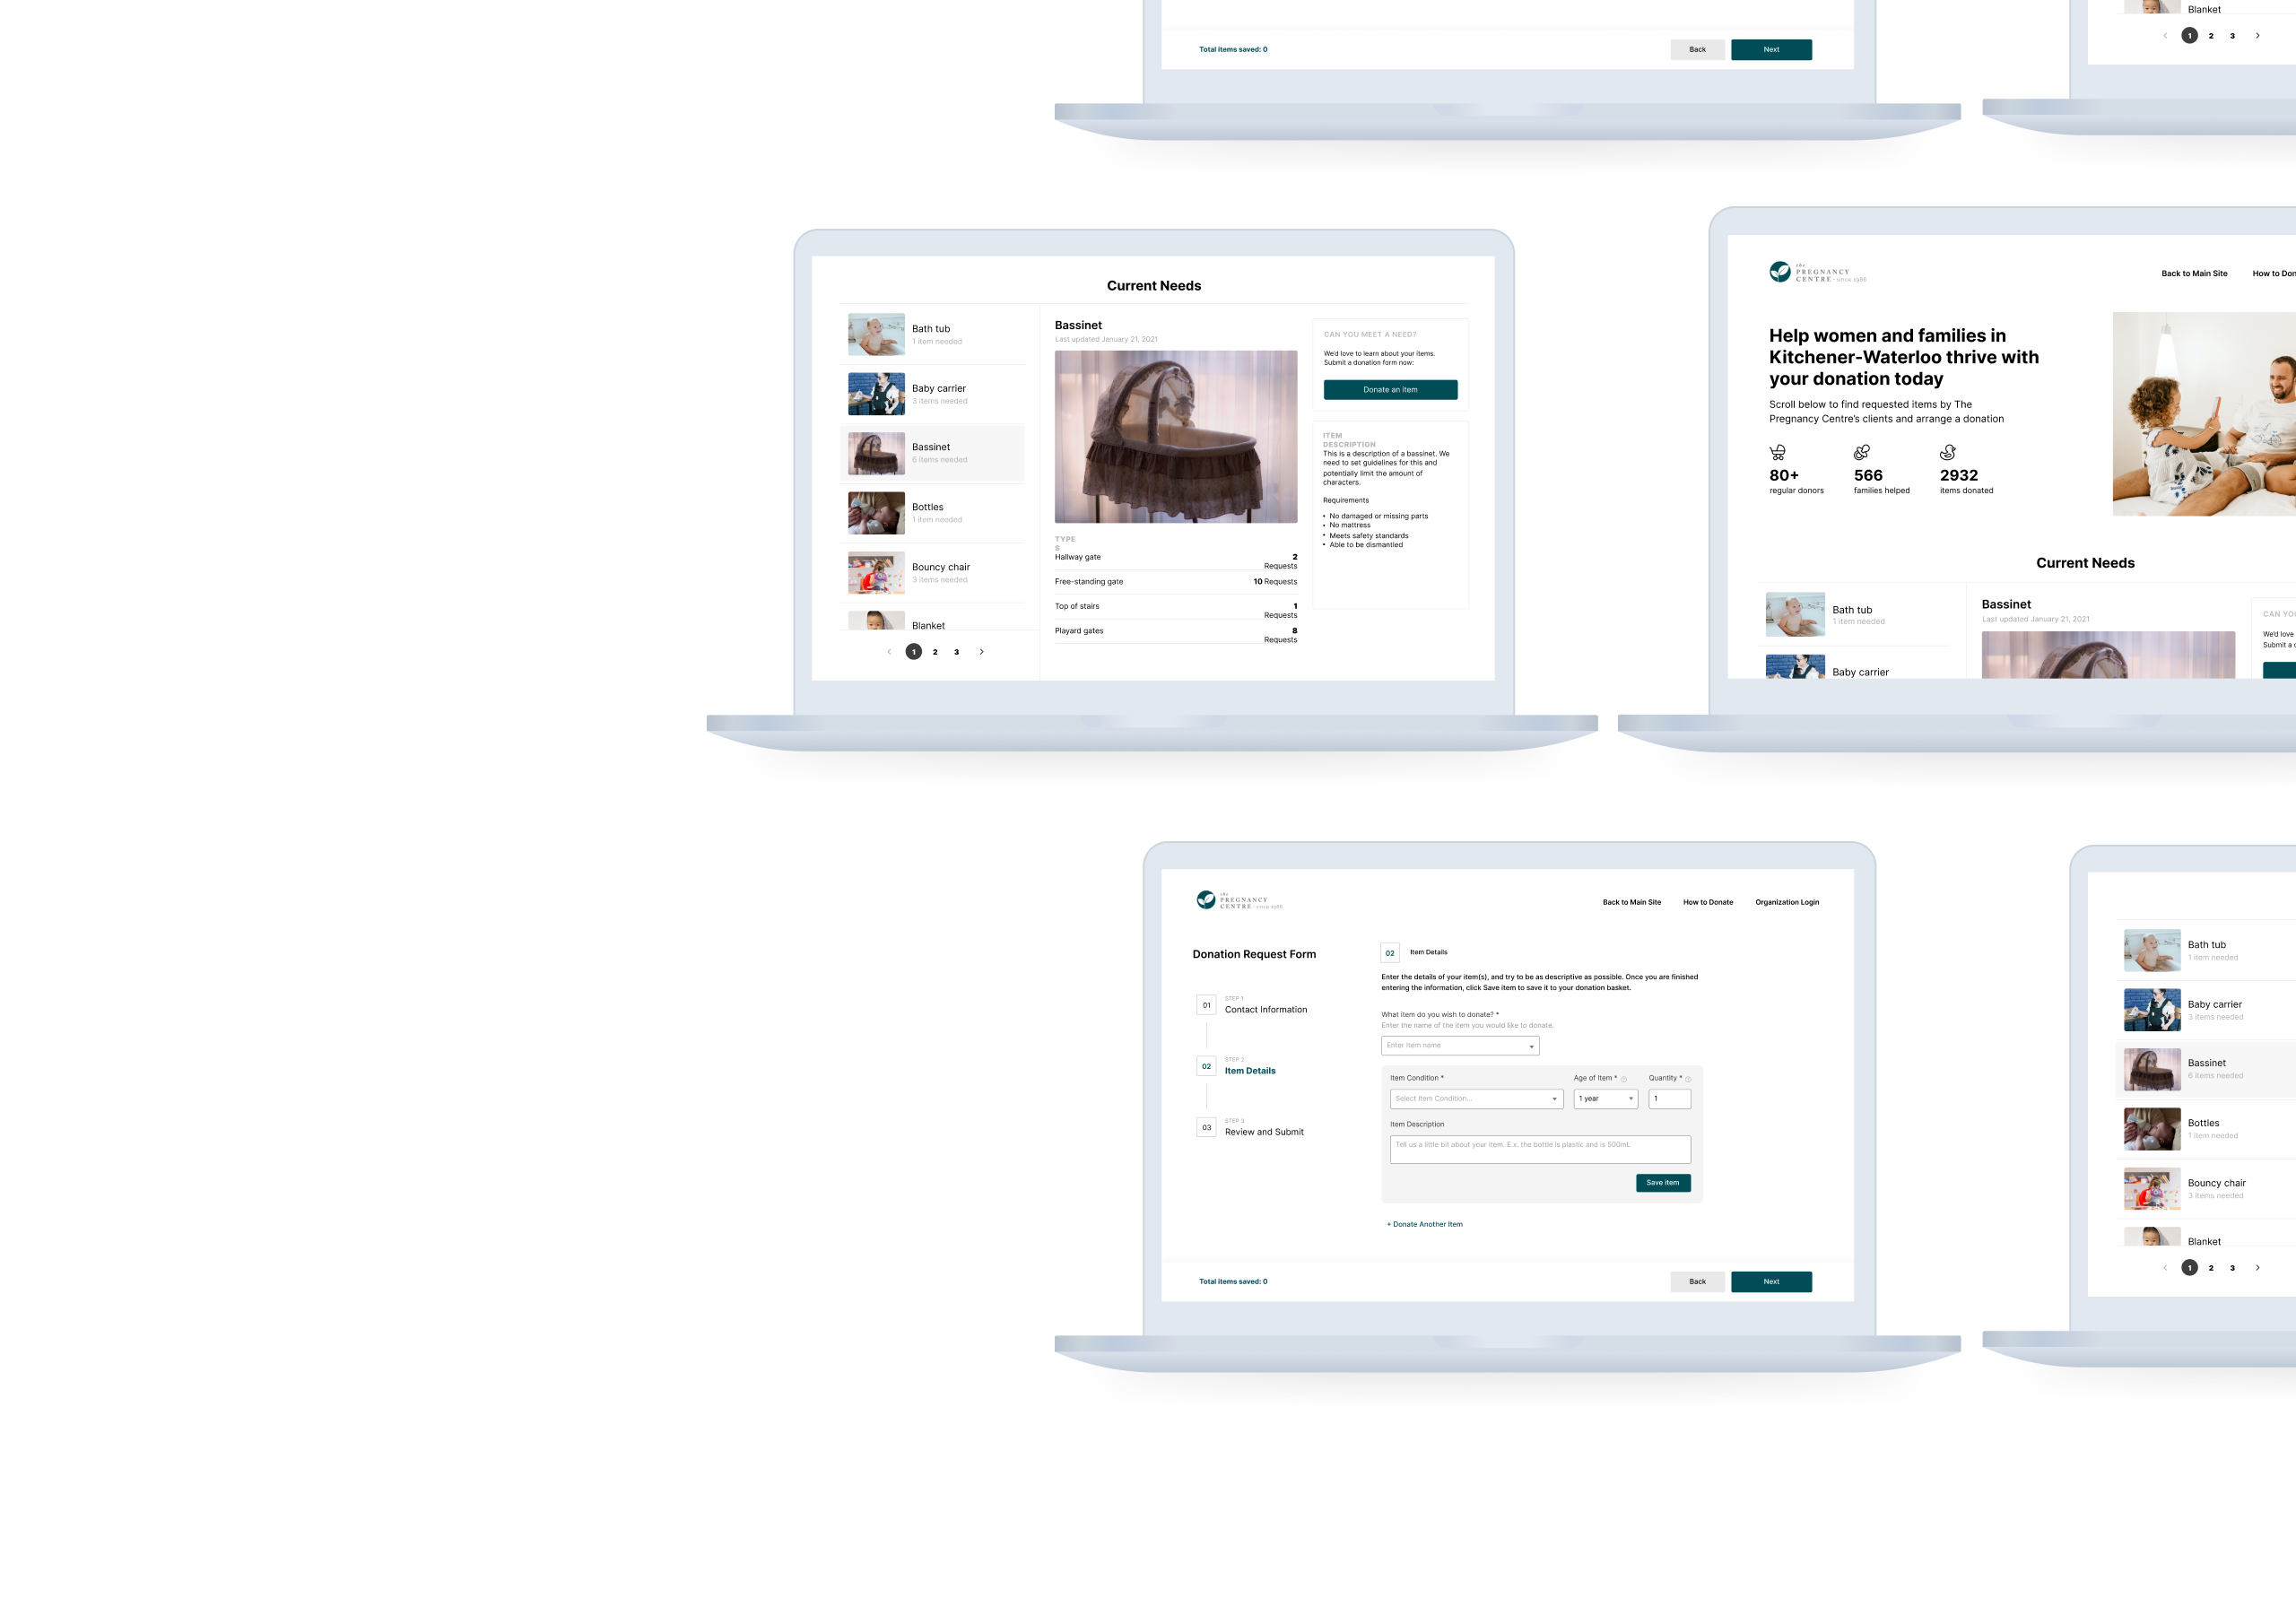 Total items saved: 0
Back
Next
Blanket
1
2
3
Current Needs
Bath tub
1 item needed
Baby carrier
3 items needed
Bassinet
6 items needed
Bottles
1 item needed
Bouncy chair
3 items needed
Blanket
1
2
3
Bassinet
Last updated January 21, 2021
TYPE
S
Hallway gate
2
Requests
Free-standing gate
10 Requests
Top of stairs
1
Requests
Playard gates
8
Requests
CAN YOU MEET A NEED?
We'd love to learn about your items.
Submit a donation form now:
Donate an item
ITEM
DESCRIPTION
This is a description of a bassinet. We
need to set guidelines for this and
potentially limit the amount of
characters.
Requirements
• No damaged or missing parts
• No mattress
• Meets safety standards
• Able to be dismantled
the
PREGNANCY
CENTRE · since 1986
Back to Main Site
How to Don
Help women and families in
Kitchener-Waterloo thrive with
your donation today
Scroll below to find requested items by The
Pregnancy Centre's clients and arrange a donation
80+
regular donors
566
families helped
2932
items donated
Current Needs
Bath tub
1 item needed
Baby carrier
Bassinet
Last updated January 21, 2021
CAN YOU
We'd love
Submit a d
the
PREGNANCY
CENTRE · since 1986
Back to Main Site
How to Donate
Organization Login
Donation Request Form
01
STEP 1
Contact Information
02
STEP 2
Item Details
03
STEP 3
Review and Submit
02
Item Details
Enter the details of your item(s), and try to be as descriptive as possible. Once you are finished
entering the information, click Save item to save it to your donation basket.
What item do you wish to donate? *
Enter the name of the item you would like to donate.
Enter item name
Item Condition *
Select Item Condition...
Age of Item *
1 year
Quantity *
1
Item Description
Tell us a little bit about your item. E.x. the bottle is plastic and is 500mL
Save item
+ Donate Another Item
Total items saved: 0
Back
Next
Bath tub
1 item needed
Baby carrier
3 items needed
Bassinet
6 items needed
Bottles
1 item needed
Bouncy chair
3 items needed
Blanket
1
2
3